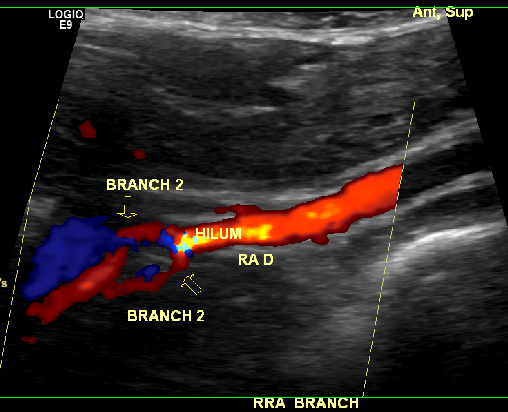 LOGIQ
E9
Ant, Sup
BRANCH 2
HILUM
RA D
BRANCH 2
RRA BRANCH